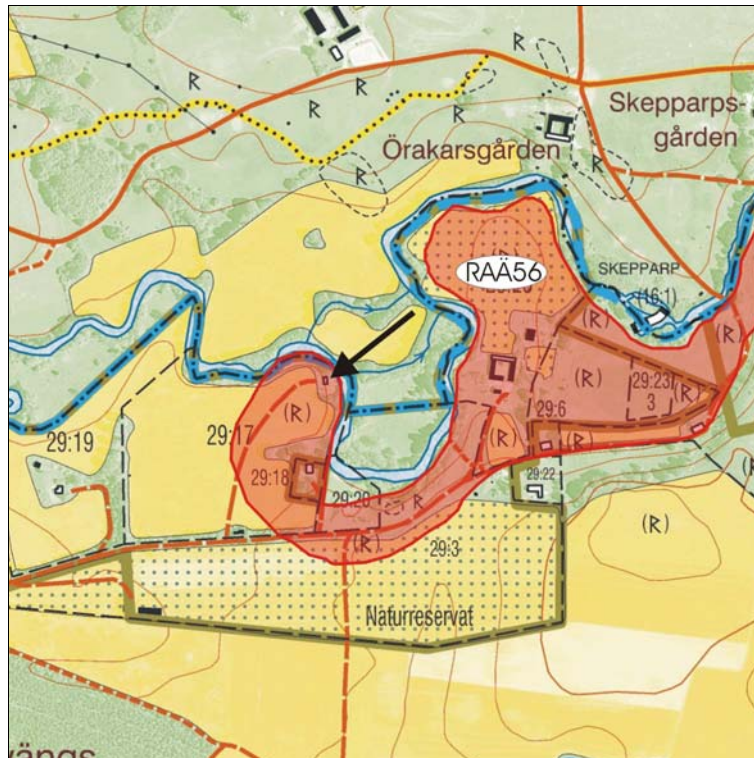 R
R
R
R
R
R
Skepparps-
gården
Örakarsgården
RAÄ56
SKEPPARP
(16:1)
(R)
(R)
(R)
29:23
3
(R)
29:6
(R)
(R)
29:19
29:17
(R)
29:18
29:20
R
29:22
(R)
29:3
(R)
Naturreservat
vängs